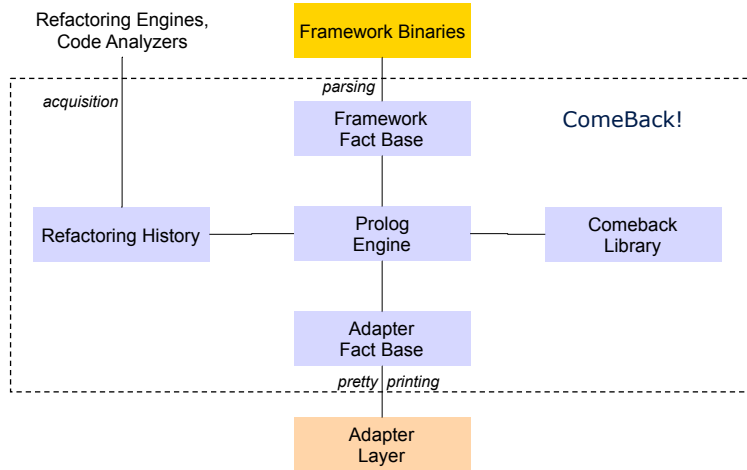 Refactoring Engines,
Code Analyzers
Framework Binaries
acquisition
parsing
Framework
Fact Base
ComeBack!
Refactoring History
Prolog
Engine
Comeback
Library
Adapter
Fact Base
pretty printing
Adapter
Layer